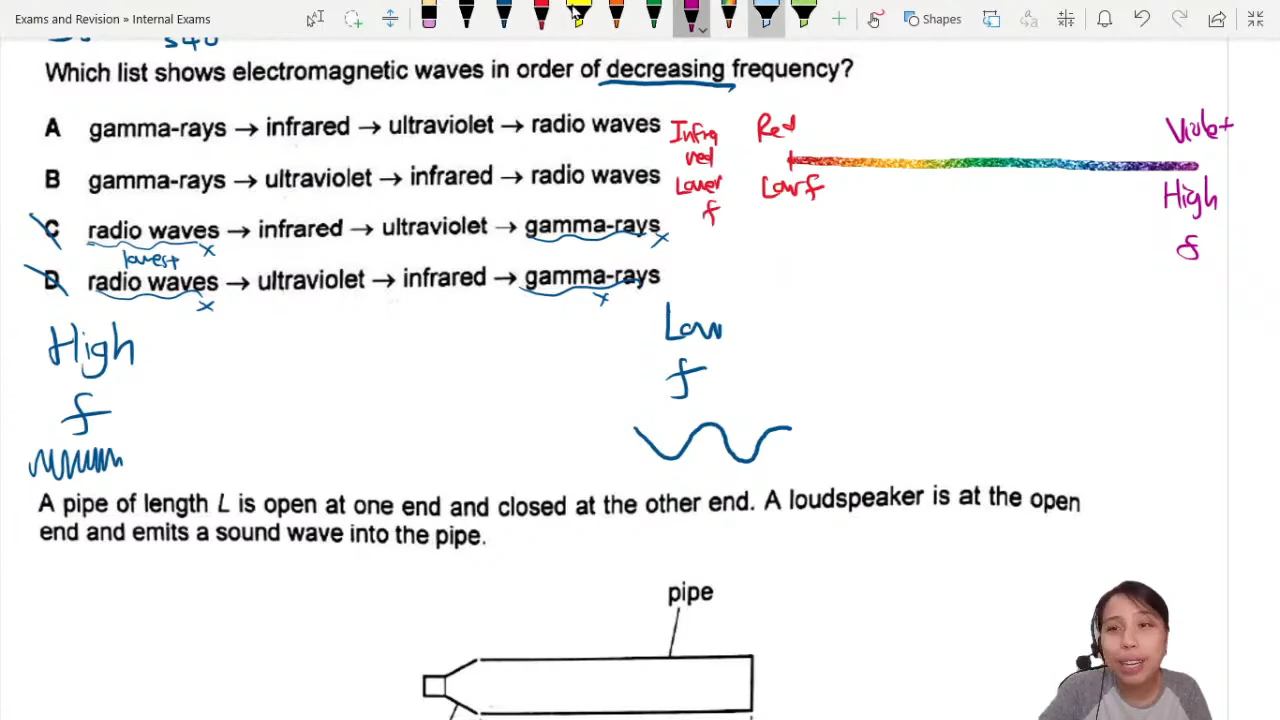 Exams and Revision » Internal Exams
Shapes
540
Which list shows electromagnetic waves in order of decreasing frequency?
A gamma-rays → infrared → ultraviolet → radio waves
B gamma-rays → ultraviolet → infrared → radio waves
C radio waves → infrared → ultraviolet → gamma-rays
x
x
lowest
D radio waves → ultraviolet → infrared → gamma-rays
x
x
Infra
red
Lower
f
Red
Low f
Violet
High
f
High
f
Low
f
A pipe of length L is open at one end and closed at the other end. A loudspeaker is at the open
end and emits a sound wave into the pipe.
pipe